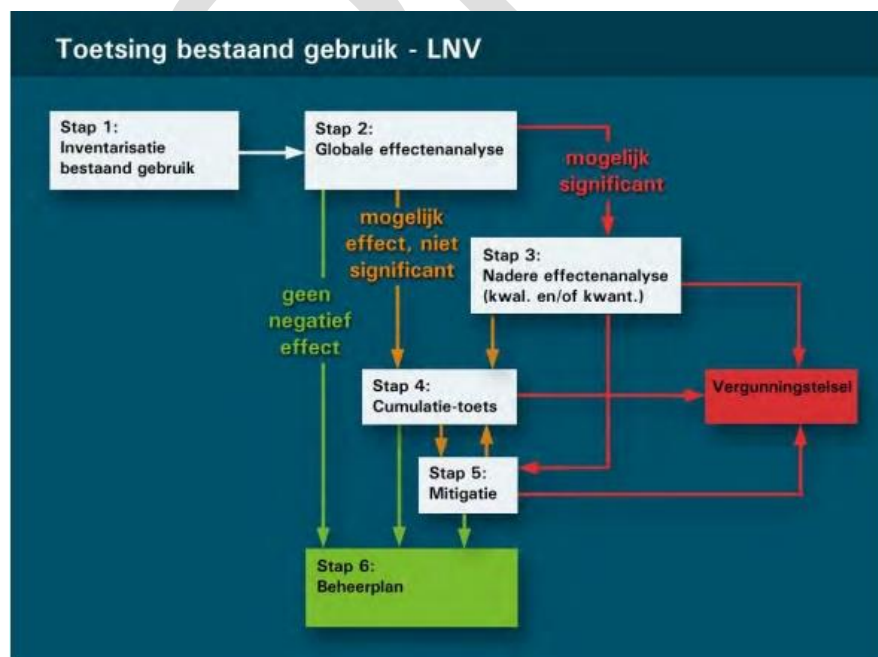 Toetsing bestaand gebruik - LNV
Stap 1:
Inventarisatie
bestaand gebruik
Stap 2:
Globale effectenanalyse
mogelijk
significant
mogelijk
effect, niet
significant
geen
negatief
effect
Stap 3:
Nadere effectenanalyse
(kwal. en/of kwant.)
Stap 4:
Cumulatie-toets
Vergunningstelsel
Stap 5:
Mitigatie
Stap 6:
Beheerplan